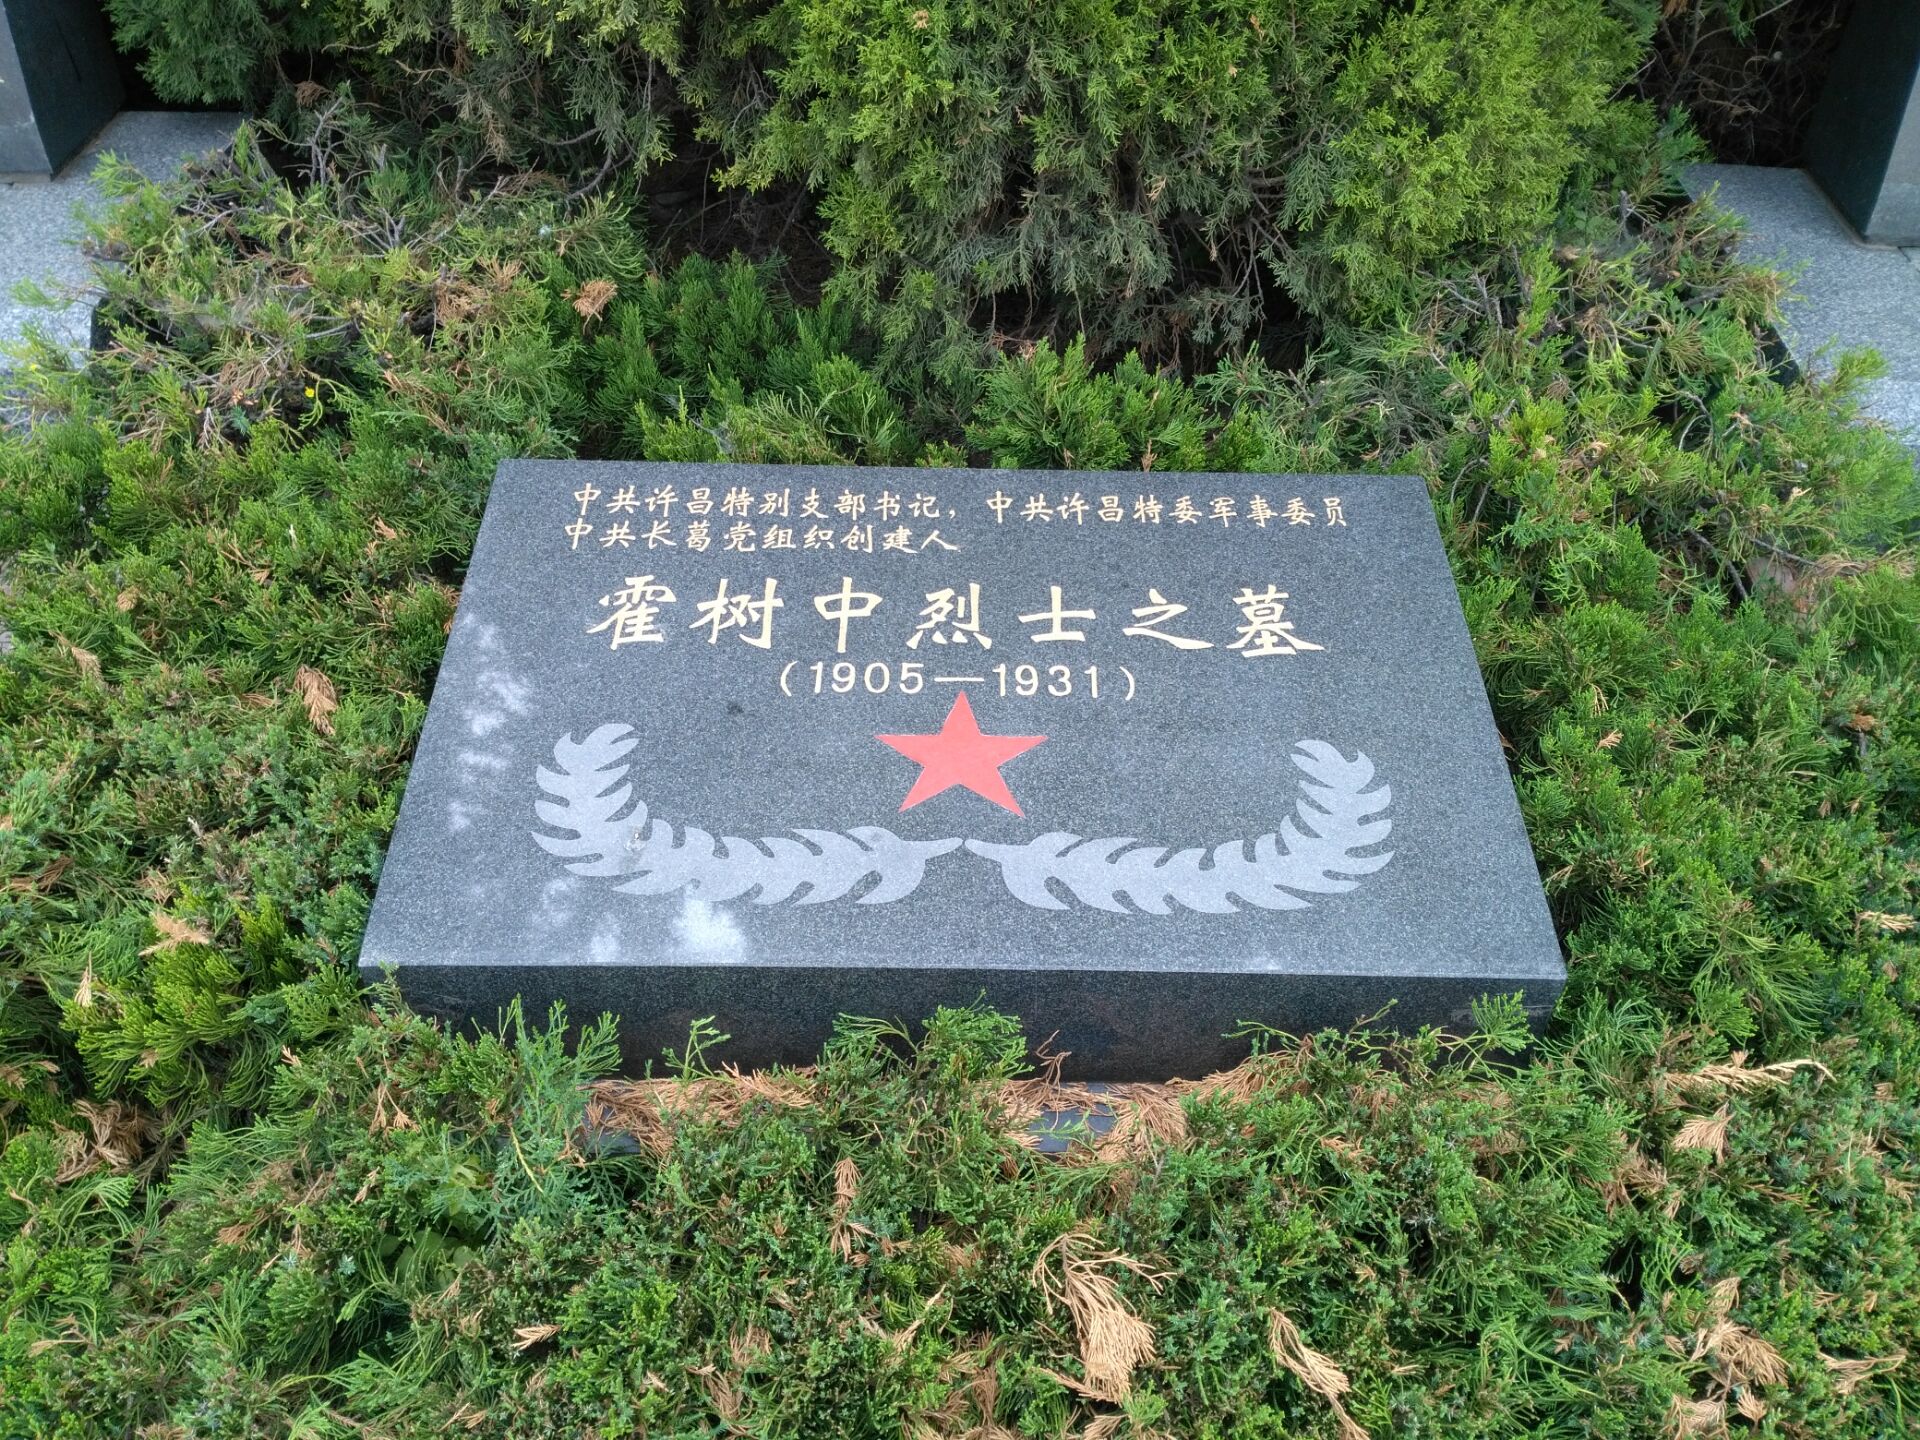 中共许昌特别支部书记，中共许昌特委军事委员
中共长葛党组织创建人
霍树中烈士之墓
（1905—1931）